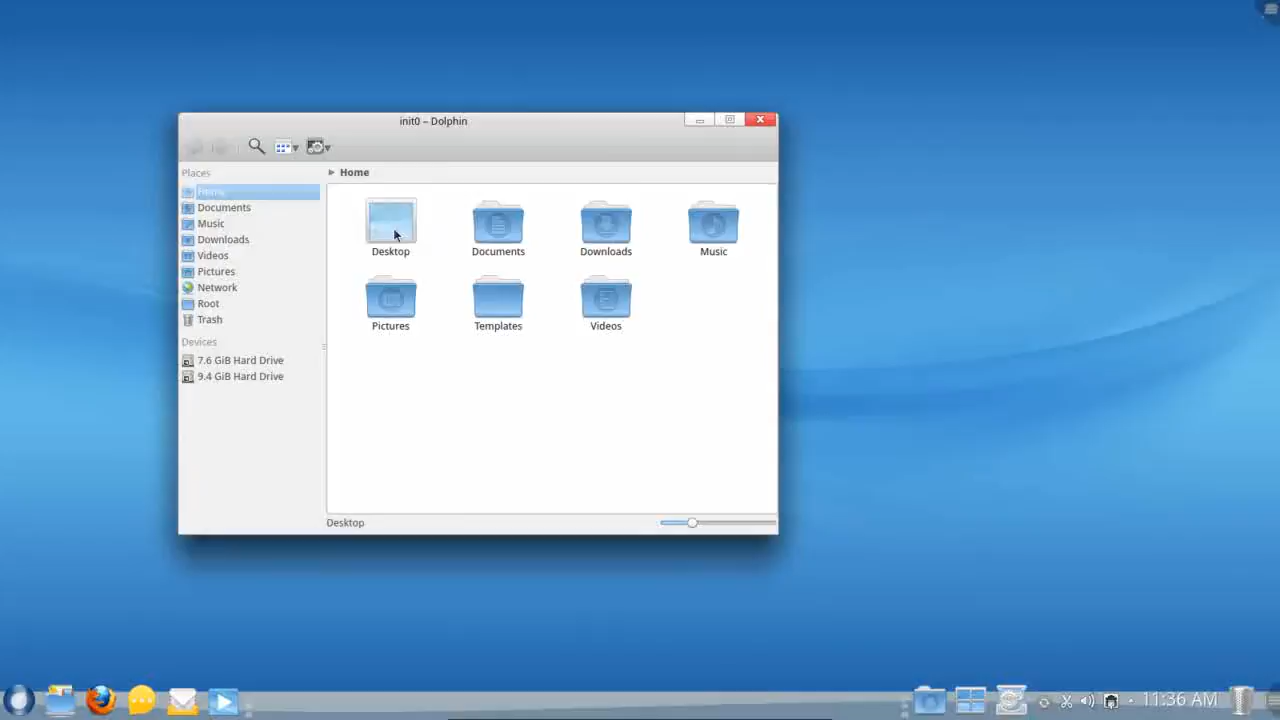 init0 – Dolphin
Places
Home
Documents
Music
Downloads
Videos
Pictures
Network
Root
Trash
Devices
7.6 GiB Hard Drive
9.4 GiB Hard Drive
Home
Desktop
Documents
Downloads
Music
Pictures
Templates
Videos
Desktop
11:36 AM